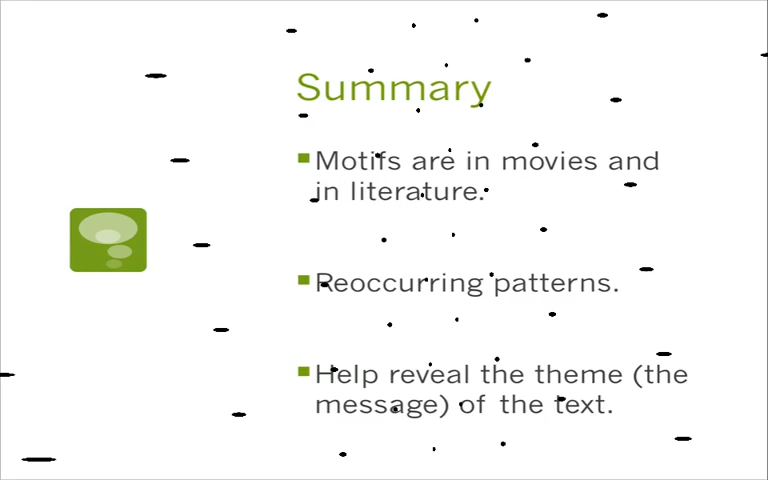 Summary
Motifs are in movies and
in literature.
Reoccurring patterns.
Help reveal the theme (the
message) of the text.